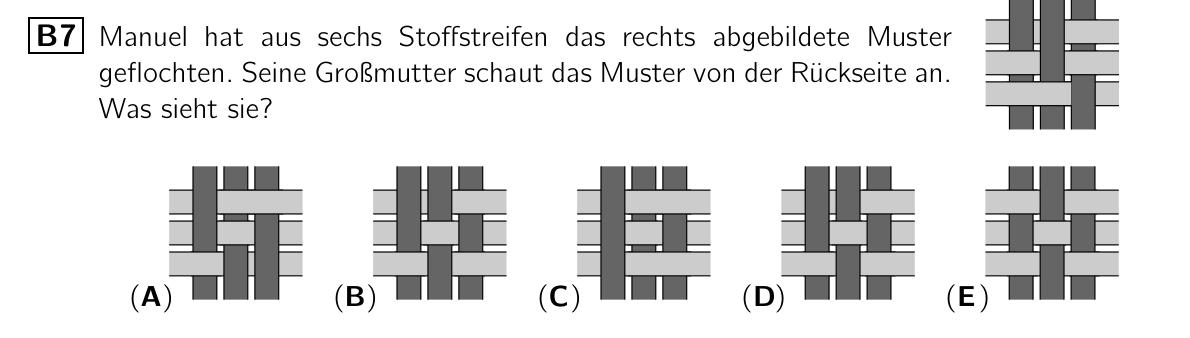 B7 Manuel hat aus sechs Stoffstreifen das rechts abgebildete Muster
geflochten. Seine Großmutter schaut das Muster von der Rückseite an.
Was sieht sie?
(A) (B) (C) (D) (E)